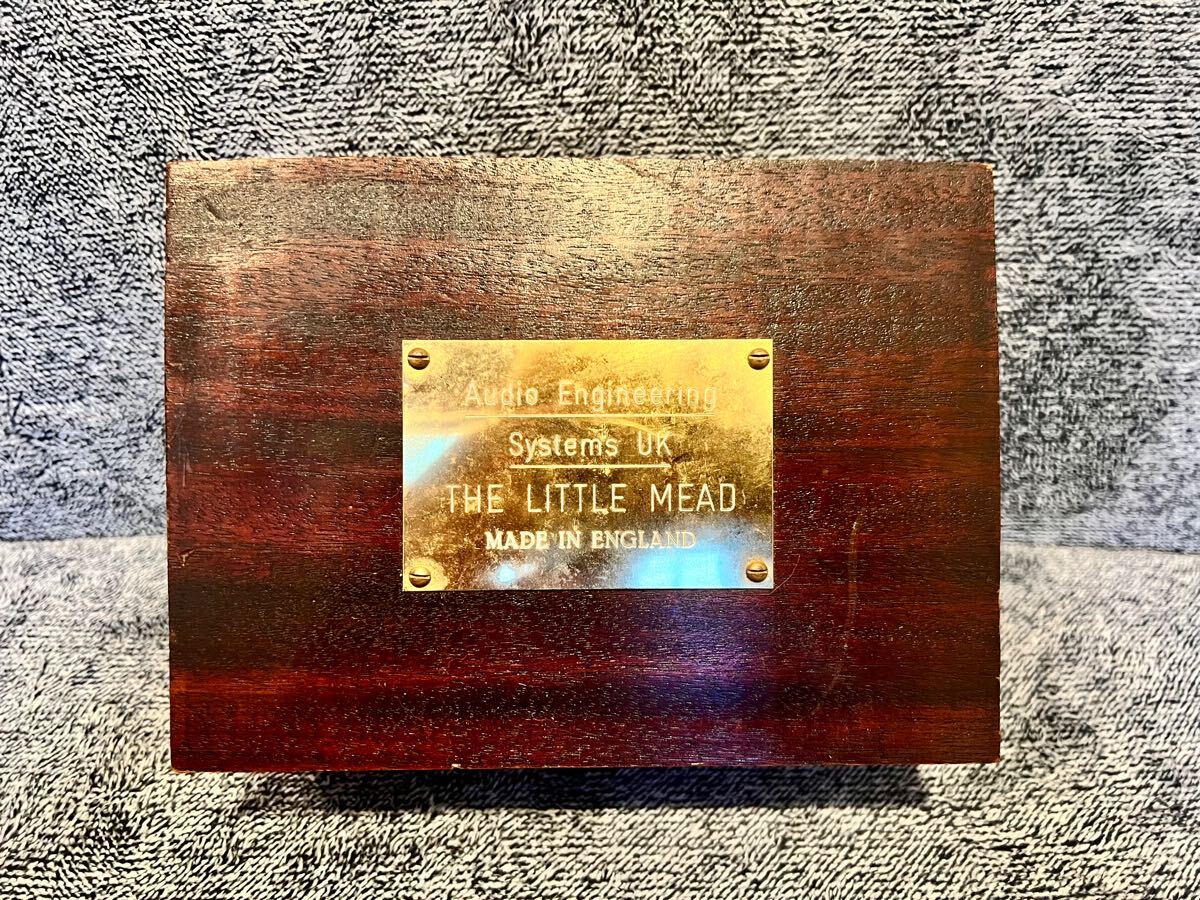 Audio Engineering
Systems UK
THE LITTLE MEAD
MADE IN ENGLAND